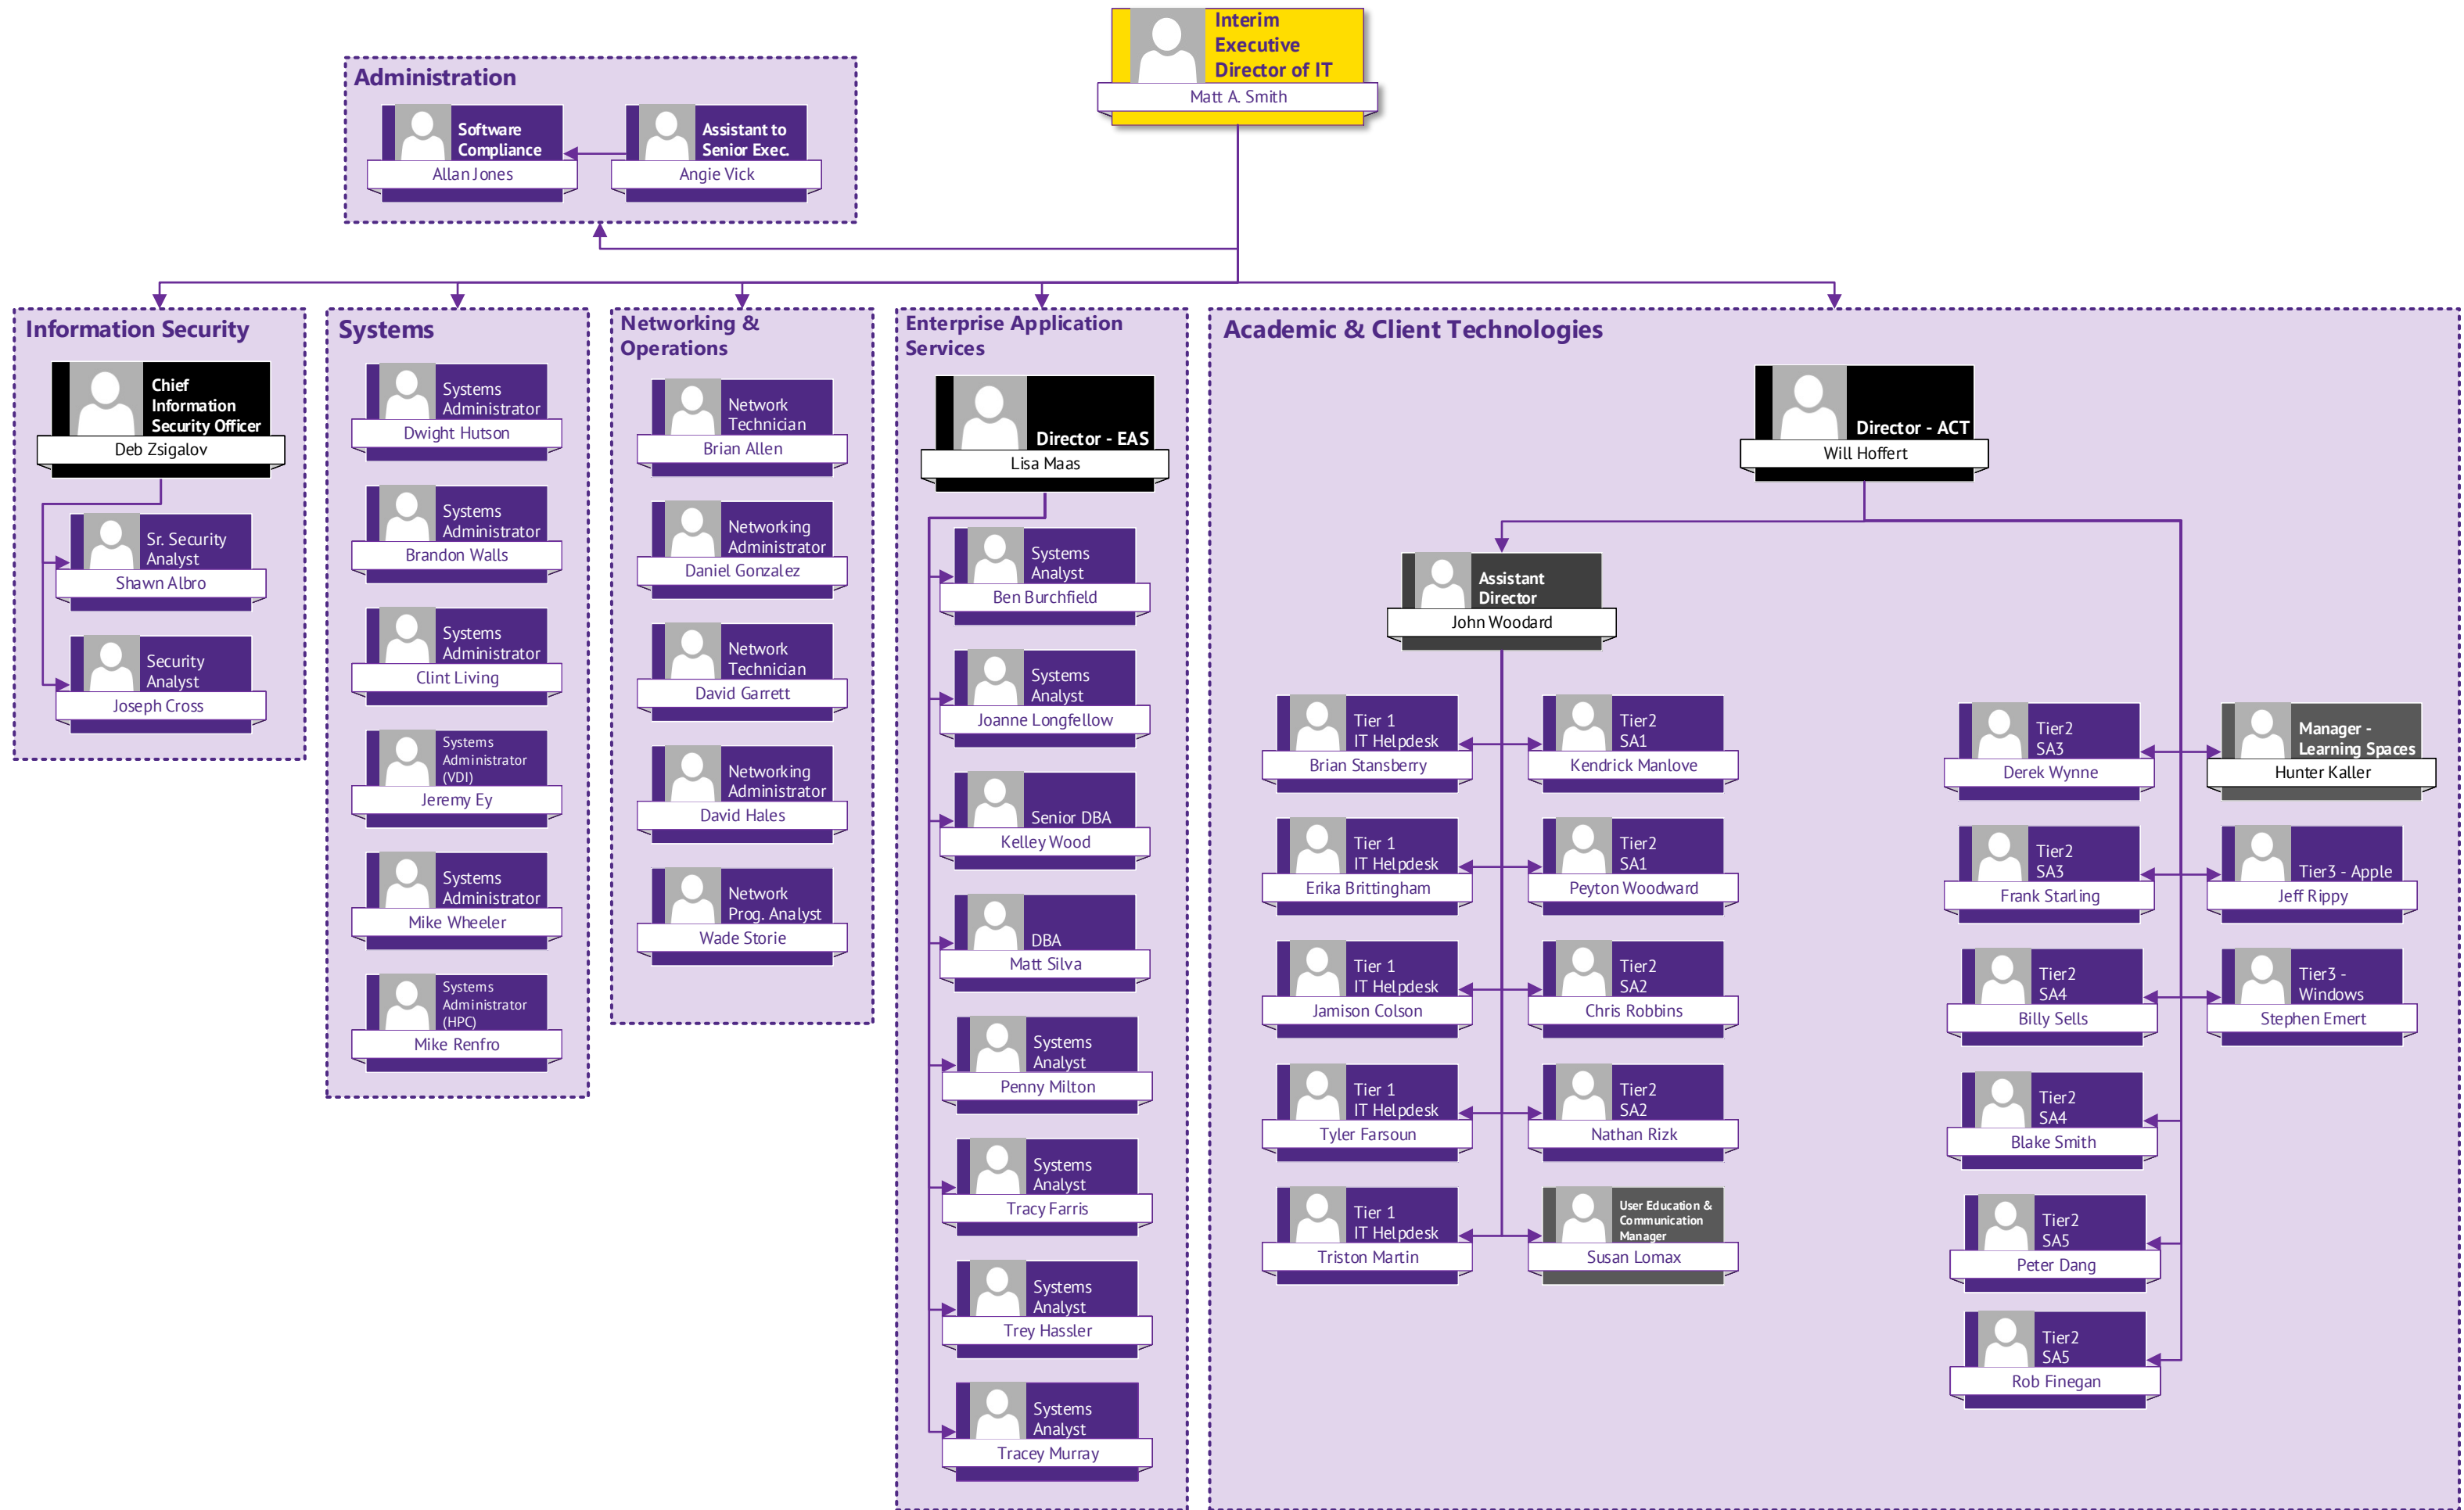 Interim
Executive
Director of IT
Matt A. Smith
Administration
Software
Compliance
Allan Jones
Assistant to
Senior Exec.
Angie Vick
Information Security
Chief
Information
Security Officer
Deb Zsigalov
Sr. Security
Analyst
Shawn Albro
Security
Analyst
Joseph Cross
Systems
Systems
Administrator
Dwight Hutson
Systems
Administrator
Brandon Walls
Systems
Administrator
Clint Living
Systems
Administrator
(VDI)
Jeremy Ey
Systems
Administrator
Mike Wheeler
Systems
Administrator
(HPC)
Mike Renfro
Networking &
Operations
Network
Technician
Brian Allen
Networking
Administrator
Daniel Gonzalez
Network
Technician
David Garrett
Networking
Administrator
David Hales
Network
Prog. Analyst
Wade Storie
Enterprise Application
Services
Director - EAS
Lisa Maas
Systems
Analyst
Ben Burchfield
Systems
Analyst
Joanne Longfellow
Senior DBA
Kelley Wood
DBA
Matt Silva
Systems
Analyst
Penny Milton
Systems
Analyst
Tracy Farris
Systems
Analyst
Trey Hassler
Systems
Analyst
Tracey Murray
Academic & Client Technologies
Director - ACT
Will Hoffert
Assistant
Director
John Woodard
Tier 1
IT Helpdesk
Brian Stansberry
Tier2
SA1
Kendrick Manlove
Tier 1
IT Helpdesk
Erika Brittingham
Tier2
SA1
Peyton Woodward
Tier 1
IT Helpdesk
Jamison Colson
Tier2
SA2
Chris Robbins
Tier 1
IT Helpdesk
Tyler Farsoun
Tier2
SA2
Nathan Rizk
Tier 1
IT Helpdesk
Triston Martin
User Education &
Communication
Manager
Susan Lomax
Tier2
SA3
Derek Wynne
Manager -
Learning Spaces
Hunter Kaller
Tier2
SA3
Frank Starling
Tier3 - Apple
Jeff Rippy
Tier2
SA4
Billy Sells
Tier3 -
Windows
Stephen Emert
Tier2
SA4
Blake Smith
Tier2
SA5
Peter Dang
Tier2
SA5
Rob Finegan